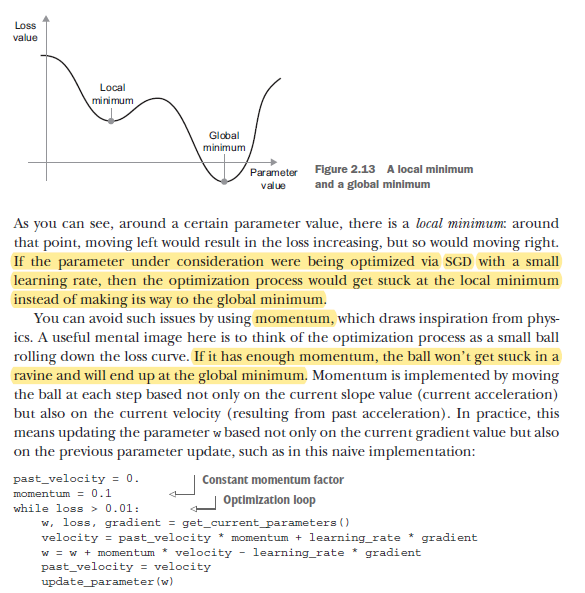 Loss
value
Local
minimum
Global
minimum
Parameter
value
Figure 2.13 A local minimum
and a global minimum
As you can see, around a certain parameter value, there is a local minimum: around
that point, moving left would result in the loss increasing, but so would moving right.
If the parameter under consideration were being optimized via SGD with a small
learning rate, then the optimization process would get stuck at the local minimum
instead of making its way to the global minimum.
You can avoid such issues by using momentum, which draws inspiration from phys-
ics. A useful mental image here is to think of the optimization process as a small ball
rolling down the loss curve. If it has enough momentum, the ball won't get stuck in a
ravine and will end up at the global minimum. Momentum is implemented by moving
the ball at each step based not only on the current slope value (current acceleration)
but also on the current velocity (resulting from past acceleration). In practice, this
means updating the parameter w based not only on the current gradient value but also
on the previous parameter update, such as in this naive implementation:
past_velocity = 0.
Constant momentum factor
momentum = 0.1
Optimization loop
while loss > 0.01:
    w, loss, gradient = get_current_parameters()
    velocity = past_velocity * momentum + learning_rate * gradient
    w = w + momentum * velocity - learning_rate * gradient
    past_velocity = velocity
    update_parameter(w)